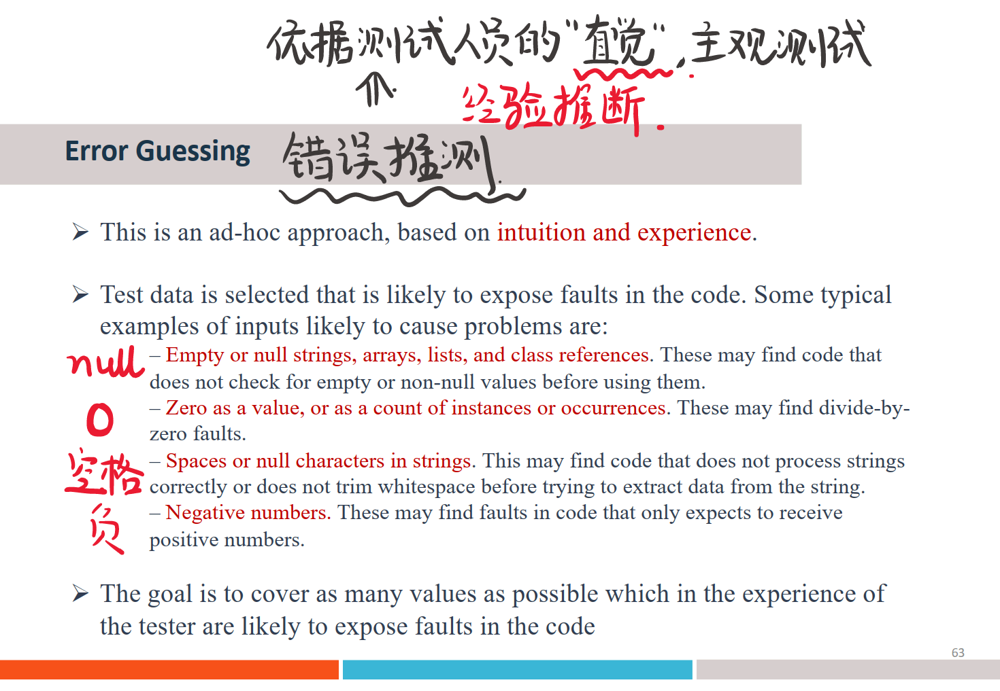 依据测试人员的"直觉",主观测试.
经验推断.
Error Guessing 错误推测.
➢ This is an ad-hoc approach, based on intuition and experience.
➢ Test data is selected that is likely to expose faults in the code. Some typical
examples of inputs likely to cause problems are:
null – Empty or null strings, arrays, lists, and class references. These may find code that
does not check for empty or non-null values before using them.
0 – Zero as a value, or as a count of instances or occurrences. These may find divide-by-
zero faults.
空格 – Spaces or null characters in strings. This may find code that does not process strings
correctly or does not trim whitespace before trying to extract data from the string.
负 – Negative numbers. These may find faults in code that only expects to receive
positive numbers.
➢ The goal is to cover as many values as possible which in the experience of
the tester are likely to expose faults in the code
63